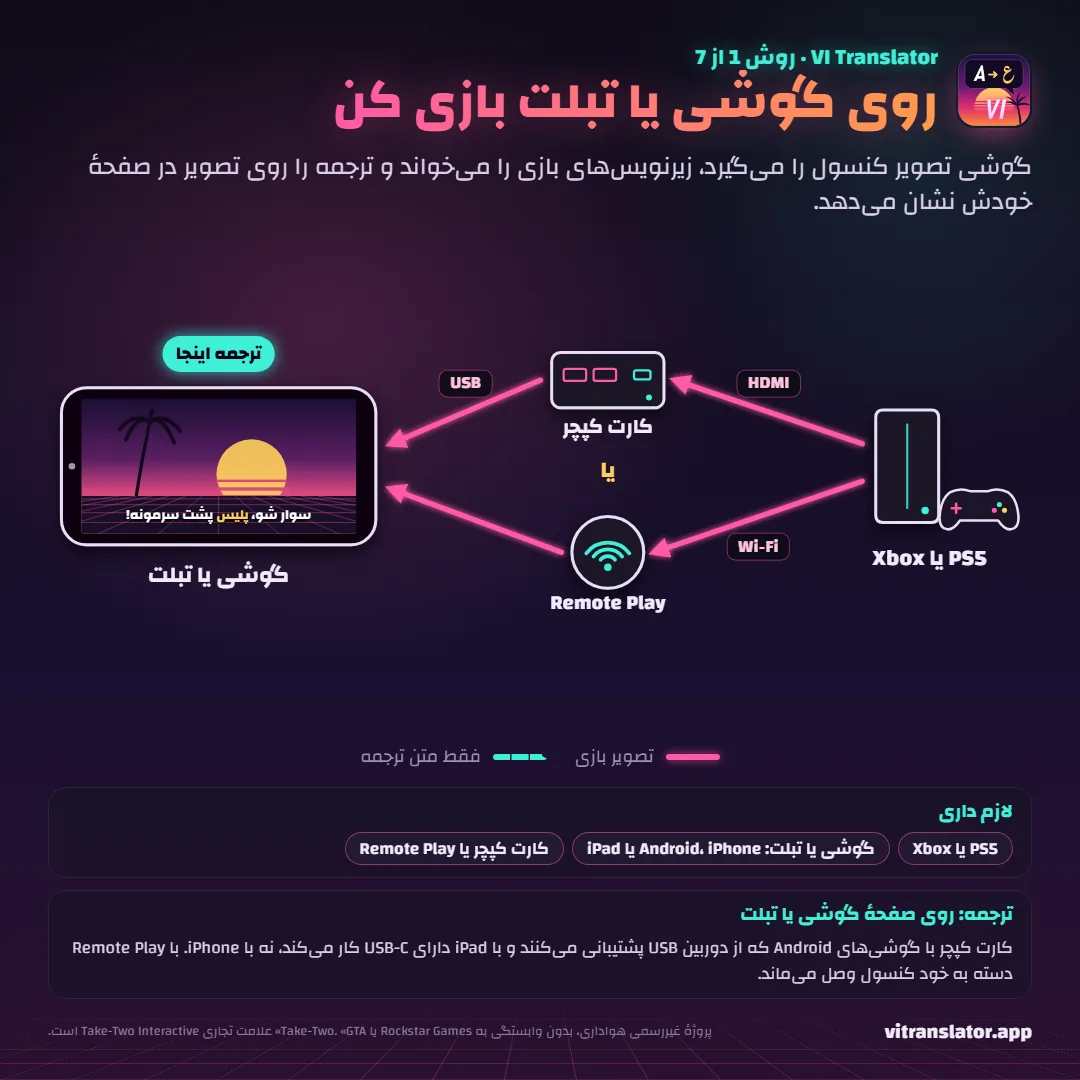 A→ع
VI
VI Translator · روش 1 از 7
روی گوشی یا تبلت بازی کن
گوشی تصویر کنسول را می‌گیرد، زیرنویس‌های بازی را می‌خواند و ترجمه را روی تصویر در صفحهٔ
خودش نشان می‌دهد.
HDMI
USB
ترجمه اینجا
کارت کپچر
یا
سوار شو، پلیس پشت سرمونه!
Wi-Fi
PS5 یا Xbox
گوشی یا تبلت
Remote Play
تصویر بازی
فقط متن ترجمه
لازم داری
PS5 یا Xbox
گوشی یا تبلت: Android، iPhone یا iPad
کارت کپچر یا Remote Play
ترجمه: روی صفحهٔ گوشی یا تبلت
کارت کپچر با گوشی‌های Android که از دوربین USB پشتیبانی می‌کنند و با iPad دارای USB-C کار می‌کند، نه با iPhone. با Remote Play
دسته به خود کنسول وصل می‌ماند.
vitranslator.app
پروژهٔ غیررسمی هواداری، بدون وابستگی به Rockstar Games یا Take-Two. «GTA» علامت تجاری Take-Two Interactive است.